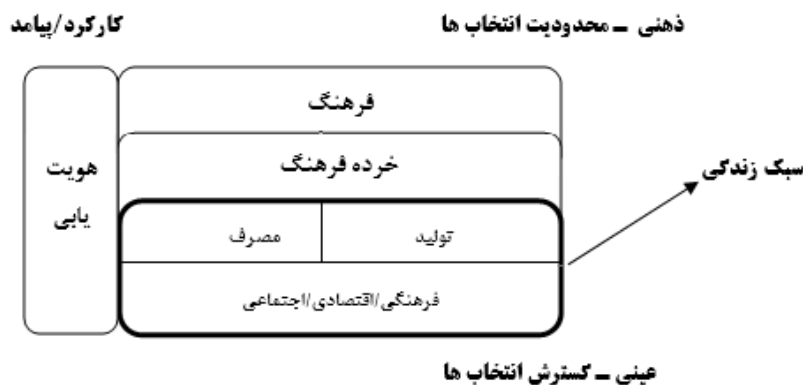 ذهنی – محدودیت انتخاب ها
کارکرد/پیامد
فرهنگ
خرده فرهنگ
هویت
یابی
سبک زندگی
تولید
مصرف
فرهنگی/اقتصادی/اجتماعی
عینی – گسترش انتخاب ها